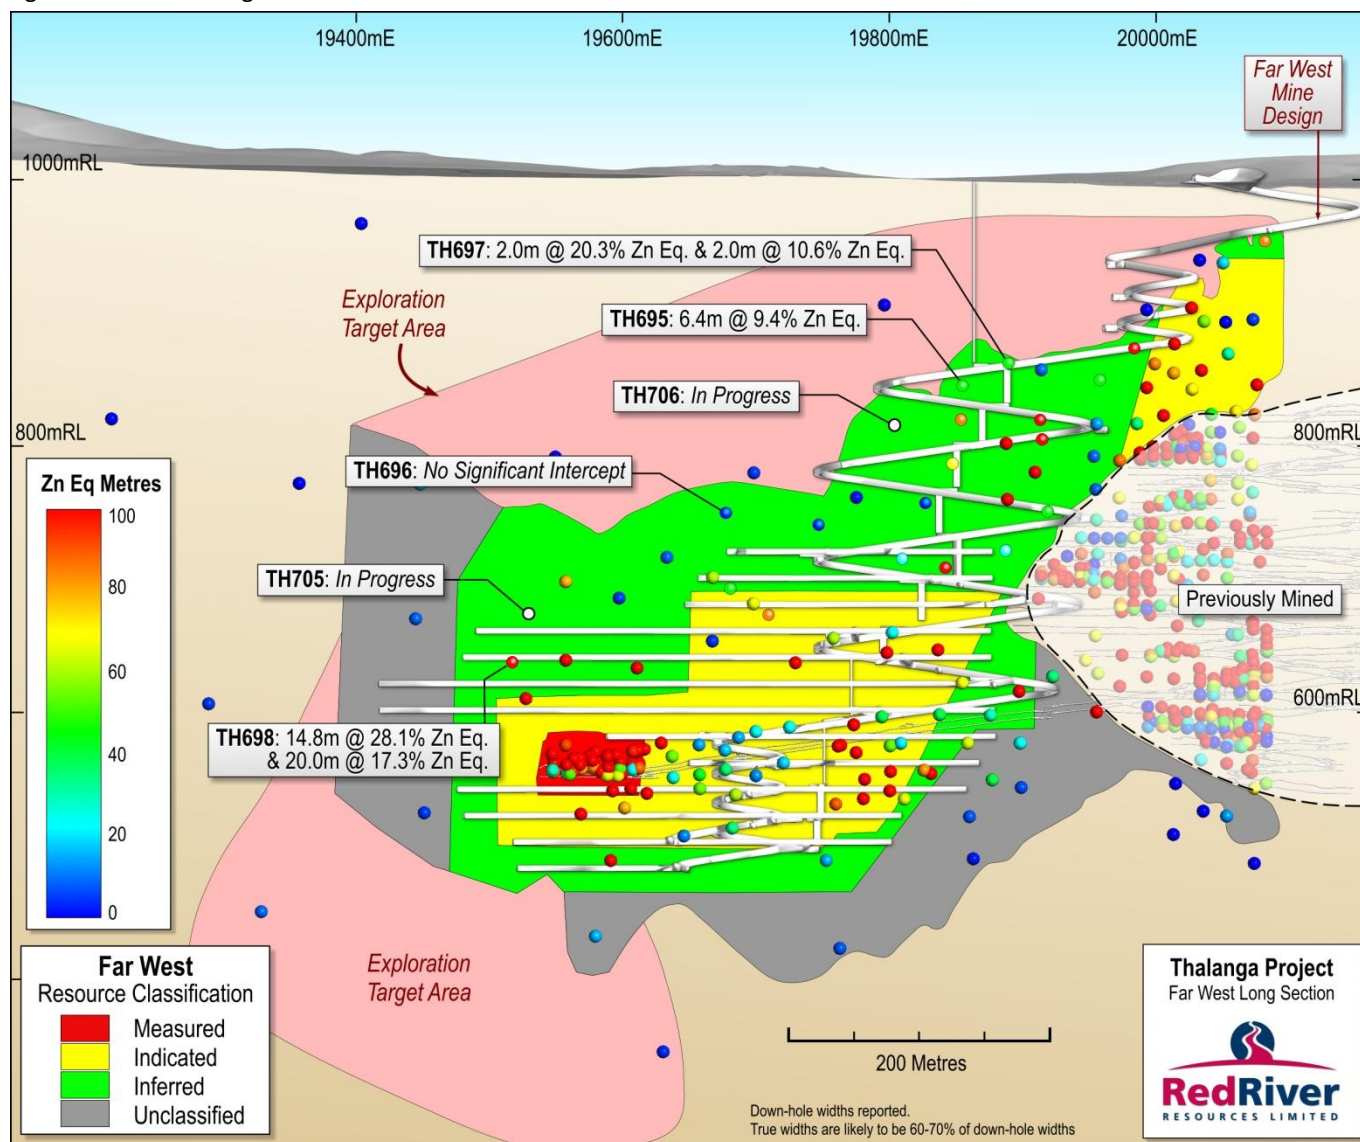 19400mE
19600mE
19800mE
20000mE
Far West
Mine
Design
1000mRL
TH697: 2.0m @ 20.3% Zn Eq. & 2.0m @ 10.6% Zn Eq.
Exploration
Target Area
TH695: 6.4m @ 9.4% Zn Eq.
TH706: In Progress
800mRL
800mRL
TH696: No Significant Intercept
Zn Eq Metres
100
80
60
40
20
0
TH705: In Progress
Previously Mined
600mRL
TH698: 14.8m @ 28.1% Zn Eq.
& 20.0m @ 17.3% Zn Eq.
Far West
Resource Classification
Measured
Indicated
Inferred
Unclassified
Exploration
Target Area
200 Metres
Down-hole widths reported.
True widths are likely to be 60-70% of down-hole widths
Thalanga Project
Far West Long Section
RedRiver
RESOURCES LIMITED